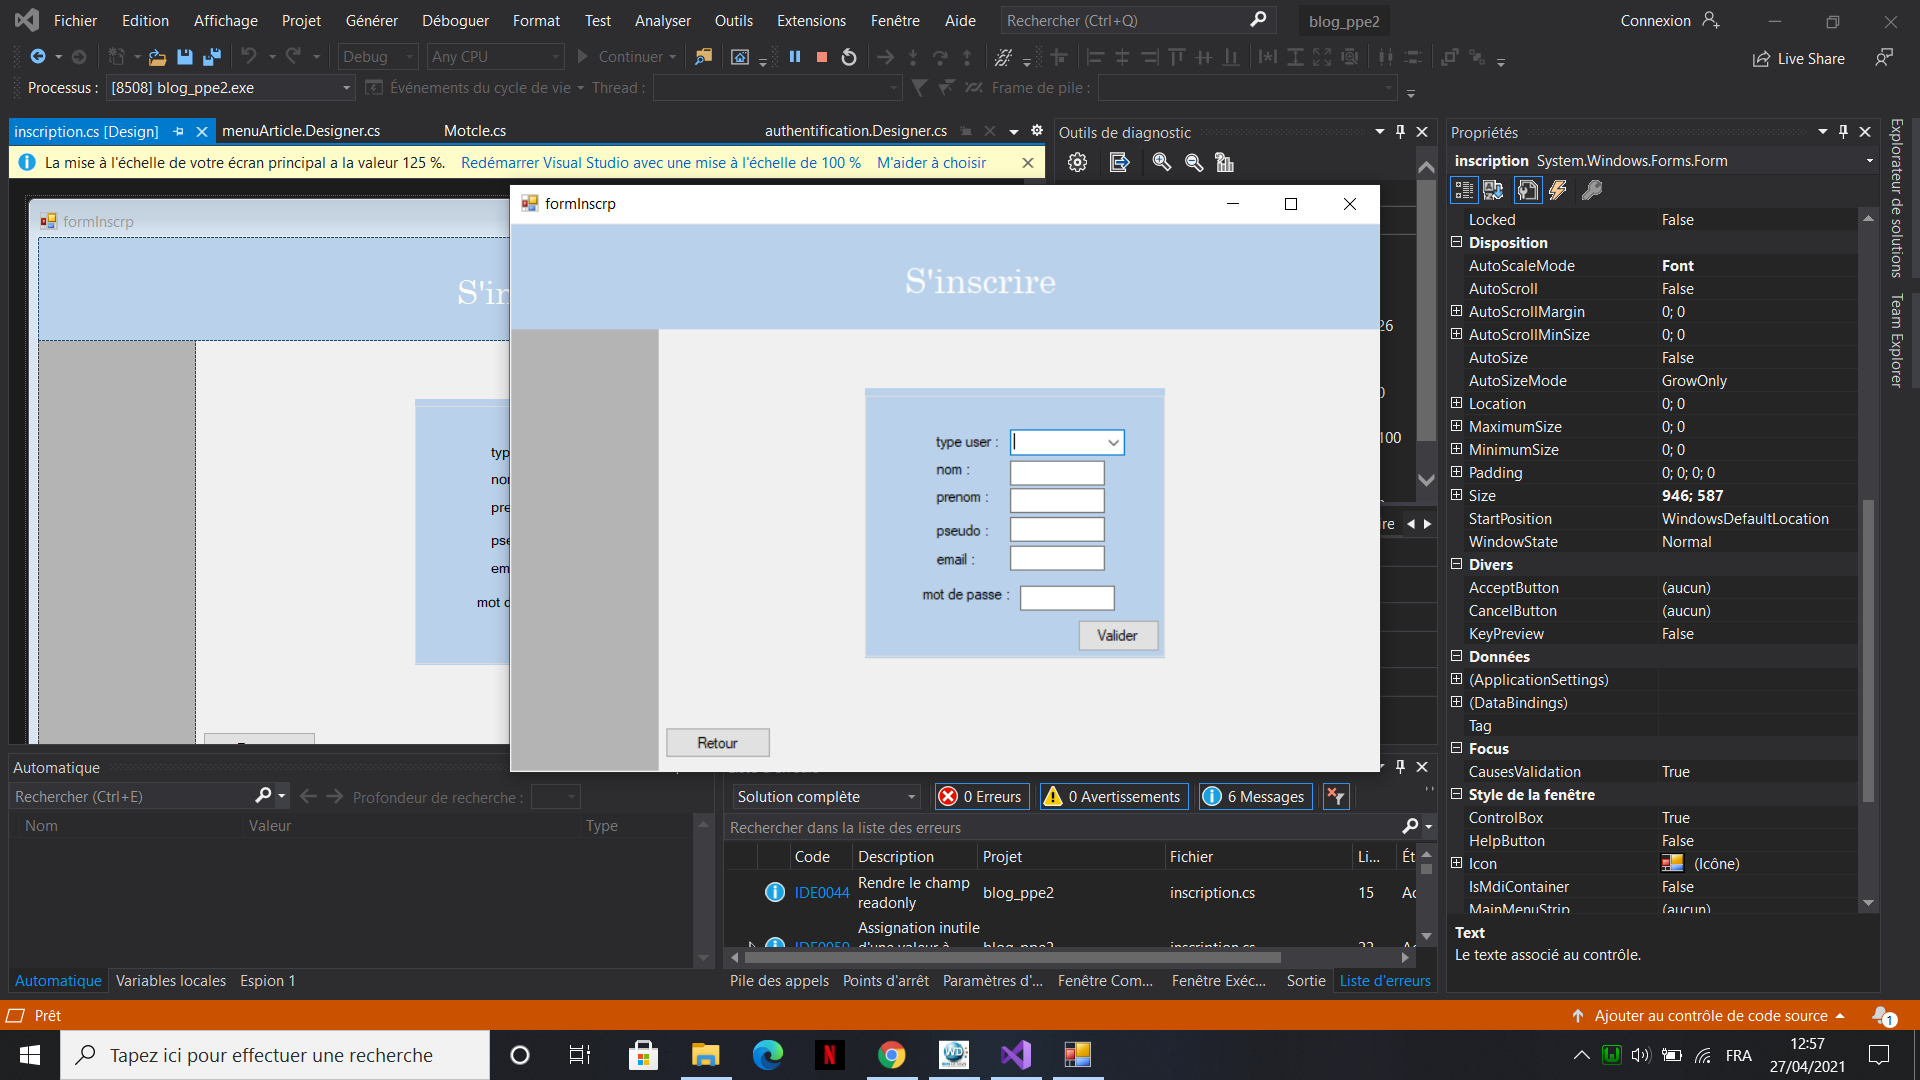 Fichier Edition Affichage Projet Générer Déboguer Format Test Analyser Outils Extensions Fenêtre Aide Rechercher (Ctrl+Q) blog_ppe2 Connexion
Debug Any CPU Continuer Live Share
Processus : [8508] blog_ppe2.exe Événements du cycle de vie Thread : Frame de pile :
inscription.cs [Design] menuArticle.Designer.cs Motcle.cs authentification.Designer.cs
La mise à l'échelle de votre écran principal a la valeur 125 %. Redémarrer Visual Studio avec une mise à l'échelle de 100 % M'aider à choisir
formInscrp
S'in
typ
nor
pre
pse
em
mot d
formInscrp
S'inscrire
type user :
nom :
prenom :
pseudo :
email :
mot de passe :
Valider
Retour
Outils de diagnostic
26
0
100
re
Propriétés
inscription System.Windows.Forms.Form
Locked False
Disposition
AutoScaleMode Font
AutoScroll False
AutoScrollMargin 0; 0
AutoScrollMinSize 0; 0
AutoSize False
AutoSizeMode GrowOnly
Location 0; 0
MaximumSize 0; 0
MinimumSize 0; 0
Padding 0; 0; 0; 0
Size 946; 587
StartPosition WindowsDefaultLocation
WindowState Normal
Divers
AcceptButton (aucun)
CancelButton (aucun)
KeyPreview False
Données
(ApplicationSettings)
(DataBindings)
Tag
Focus
CausesValidation True
Style de la fenêtre
ControlBox True
HelpButton False
Icon (Icône)
IsMdiContainer False
MainMenuStrip (aucun)
Text
Le texte associé au contrôle.
Explorateur de solutions
Team Explorer
Automatique
Rechercher (Ctrl+E) Profondeur de recherche :
Nom Valeur Type
Automatique Variables locales Espion 1
Solution complète 0 Erreurs 0 Avertissements 6 Messages
Rechercher dans la liste des erreurs
Code Description Projet Fichier Li... Ét
IDE0044 Rendre le champ readonly blog_ppe2 inscription.cs 15 Ac
IDE0059 Assignation inutile d'une valeur à blog_ppe2 inscription.cs 22 Ac
Pile des appels Points d'arrêt Paramètres d'... Fenêtre Com... Fenêtre Exéc... Sortie Liste d'erreurs
Prêt Ajouter au contrôle de code source 1
Tapez ici pour effectuer une recherche
FRA
12:57
27/04/2021